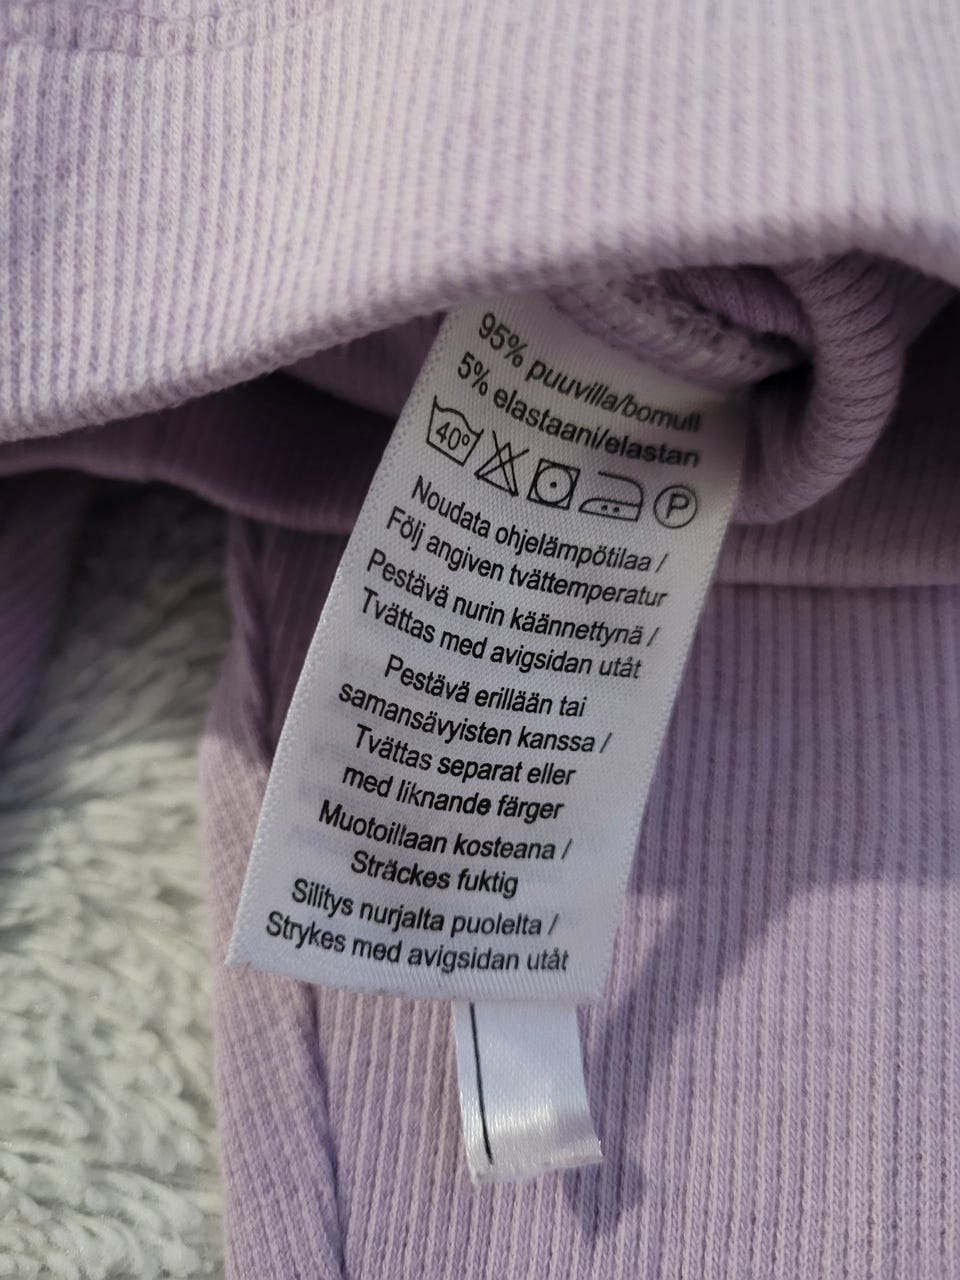 95% puuvilla/bomull
5% elastaani/elastan
40° P
Noudata ohjelämpötilaa /
Följ angiven tvättemperatur
Pestävä nurin käännettynä /
Tvättas med avigsidan utåt
Pestävä erillään tai
samansävyisten kanssa /
Tvättas separat eller
med liknande färger
Muotoillaan kosteana /
Sträckes fuktig
Silitys nurjalta puolelta /
Strykes med avigsidan utåt